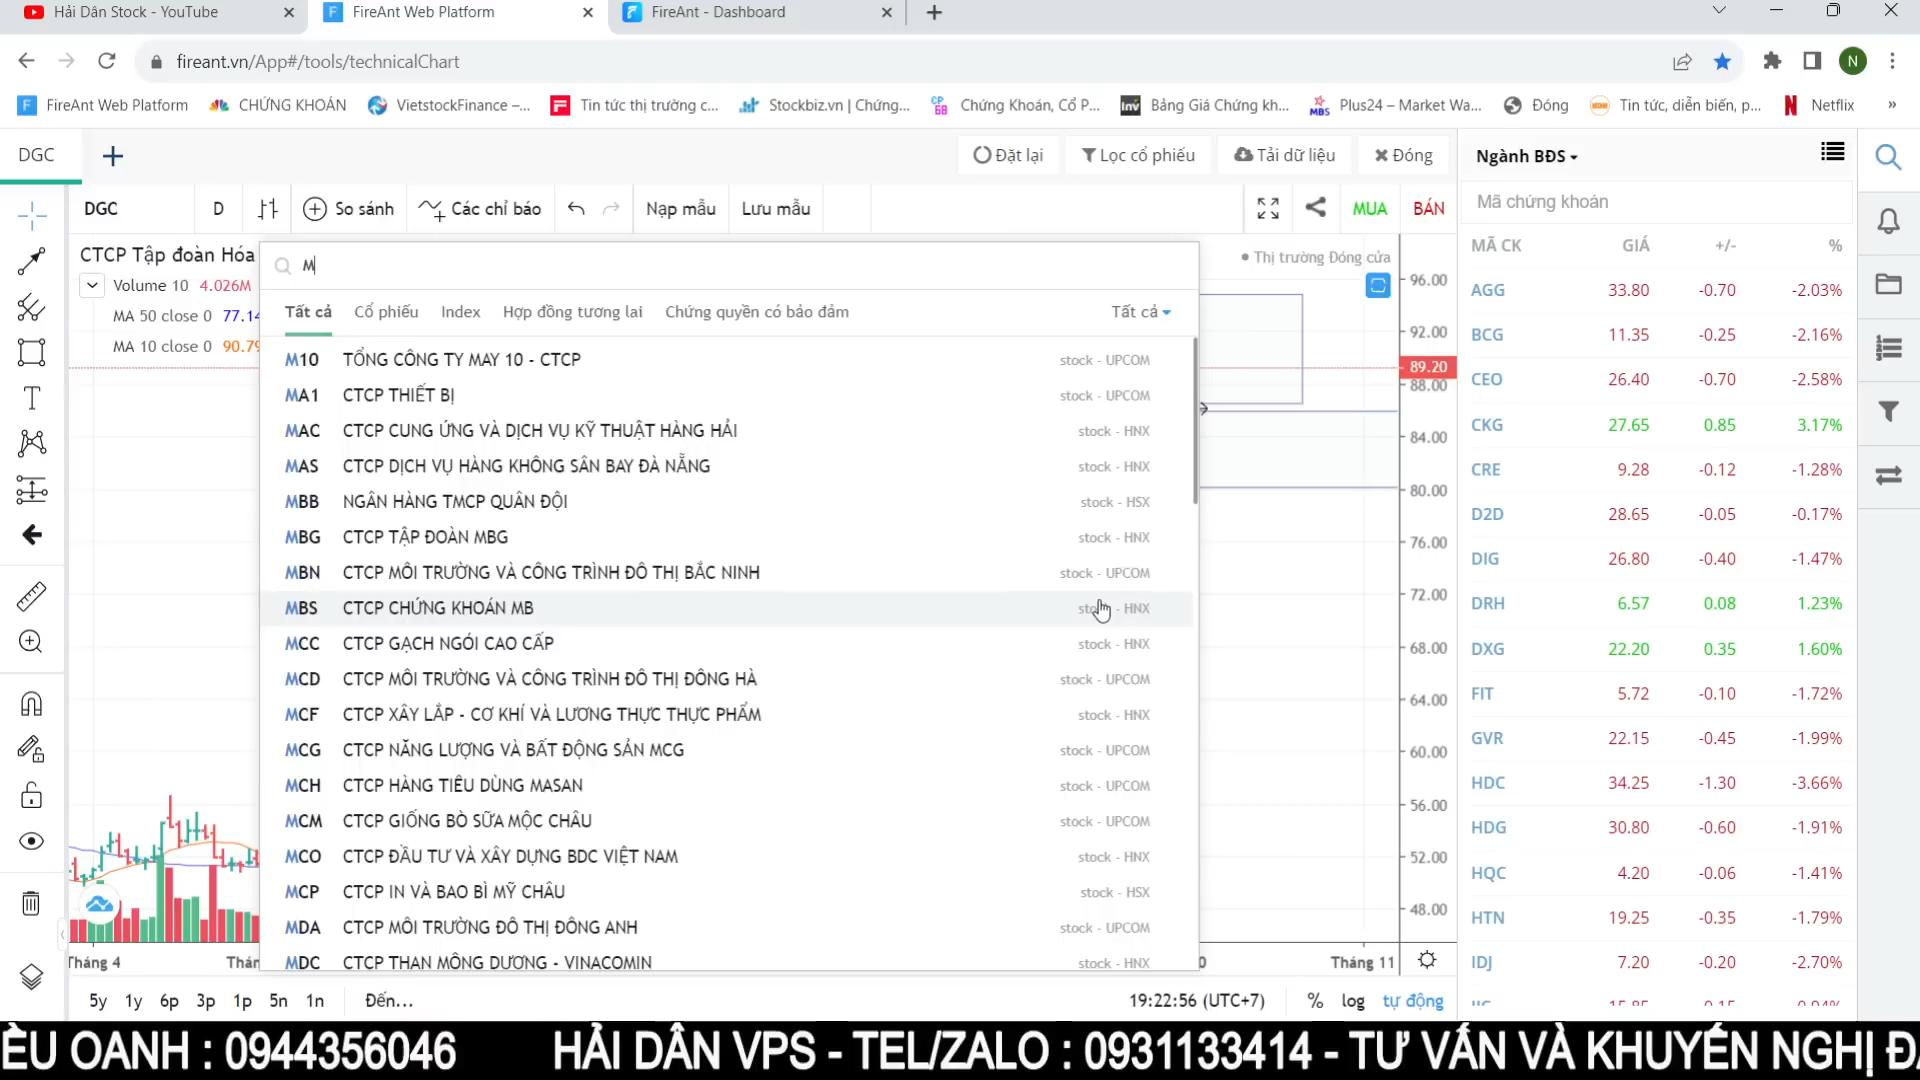 Hải Dân Stock - YouTube
FireAnt Web Platform
FireAnt - Dashboard
fireant.vn/App#/tools/technicalChart
N
FireAnt Web Platform
CHỨNG KHOÁN
VietstockFinance –...
Tin tức thị trường c...
Stockbiz.vn | Chứng...
Chứng Khoán, Cổ P...
Bảng Giá Chứng kh...
Plus24 – Market Wa...
Đóng
Tin tức, diễn biến, p...
Netflix
DGC
Đặt lại
Lọc cổ phiếu
Tải dữ liệu
Đóng
Ngành BĐS
DGC
D
So sánh
Các chỉ báo
Nạp mẫu
Lưu mẫu
MUA
BÁN
Mã chứng khoán
CTCP Tập đoàn Hóa
Volume 10 4.026M
MA 50 close 0 77.14
MA 10 close 0 90.79
M
Thị trường Đóng cửa
Tất cả
Cổ phiếu
Index
Hợp đồng tương lai
Chứng quyền có bảo đảm
Tất cả
M10 TỔNG CÔNG TY MAY 10 - CTCP stock - UPCOM
MA1 CTCP THIẾT BỊ stock - UPCOM
MAC CTCP CUNG ỨNG VÀ DỊCH VỤ KỸ THUẬT HÀNG HẢI stock - HNX
MAS CTCP DỊCH VỤ HÀNG KHÔNG SÂN BAY ĐÀ NẴNG stock - HNX
MBB NGÂN HÀNG TMCP QUÂN ĐỘI stock - HSX
MBG CTCP TẬP ĐOÀN MBG stock - HNX
MBN CTCP MÔI TRƯỜNG VÀ CÔNG TRÌNH ĐÔ THỊ BẮC NINH stock - UPCOM
MBS CTCP CHỨNG KHOÁN MB - HNX
MCC CTCP GẠCH NGÓI CAO CẤP stock - HNX
MCD CTCP MÔI TRƯỜNG VÀ CÔNG TRÌNH ĐÔ THỊ ĐÔNG HÀ stock - UPCOM
MCF CTCP XÂY LẮP - CƠ KHÍ VÀ LƯƠNG THỰC THỰC PHẨM stock - HNX
MCG CTCP NĂNG LƯỢNG VÀ BẤT ĐỘNG SẢN MCG stock - UPCOM
MCH CTCP HÀNG TIÊU DÙNG MASAN stock - UPCOM
MCM CTCP GIỐNG BÒ SỮA MỘC CHÂU stock - UPCOM
MCO CTCP ĐẦU TƯ VÀ XÂY DỰNG BDC VIỆT NAM stock - HNX
MCP CTCP IN VÀ BAO BÌ MỸ CHÂU stock - HSX
MDA CTCP MÔI TRƯỜNG ĐÔ THỊ ĐÔNG ANH stock - UPCOM
MDC CTCP THAN MÔNG DƯƠNG - VINACOMIN stock - HNX
96.00
92.00
89.20
88.00
84.00
80.00
76.00
72.00
68.00
64.00
60.00
56.00
52.00
48.00
MÃ CK GIÁ +/- %
AGG 33.80 -0.70 -2.03%
BCG 11.35 -0.25 -2.16%
CEO 26.40 -0.70 -2.58%
CKG 27.65 0.85 3.17%
CRE 9.28 -0.12 -1.28%
D2D 28.65 -0.05 -0.17%
DIG 26.80 -0.40 -1.47%
DRH 6.57 0.08 1.23%
DXG 22.20 0.35 1.60%
FIT 5.72 -0.10 -1.72%
GVR 22.15 -0.45 -1.99%
HDC 34.25 -1.30 -3.66%
HDG 30.80 -0.60 -1.91%
HQC 4.20 -0.06 -1.41%
HTN 19.25 -0.35 -1.79%
IDJ 7.20 -0.20 -2.70%
Tháng 4
Thán
Tháng 11
5y 1y 6p 3p 1p 5n 1n Đến...
19:22:56 (UTC+7) % log tự động
ÈU OANH : 0944356046 HẢI DÂN VPS - TEL/ZALO : 0931133414 - TƯ VẤN VÀ KHUYẾN NGHỊ Đ